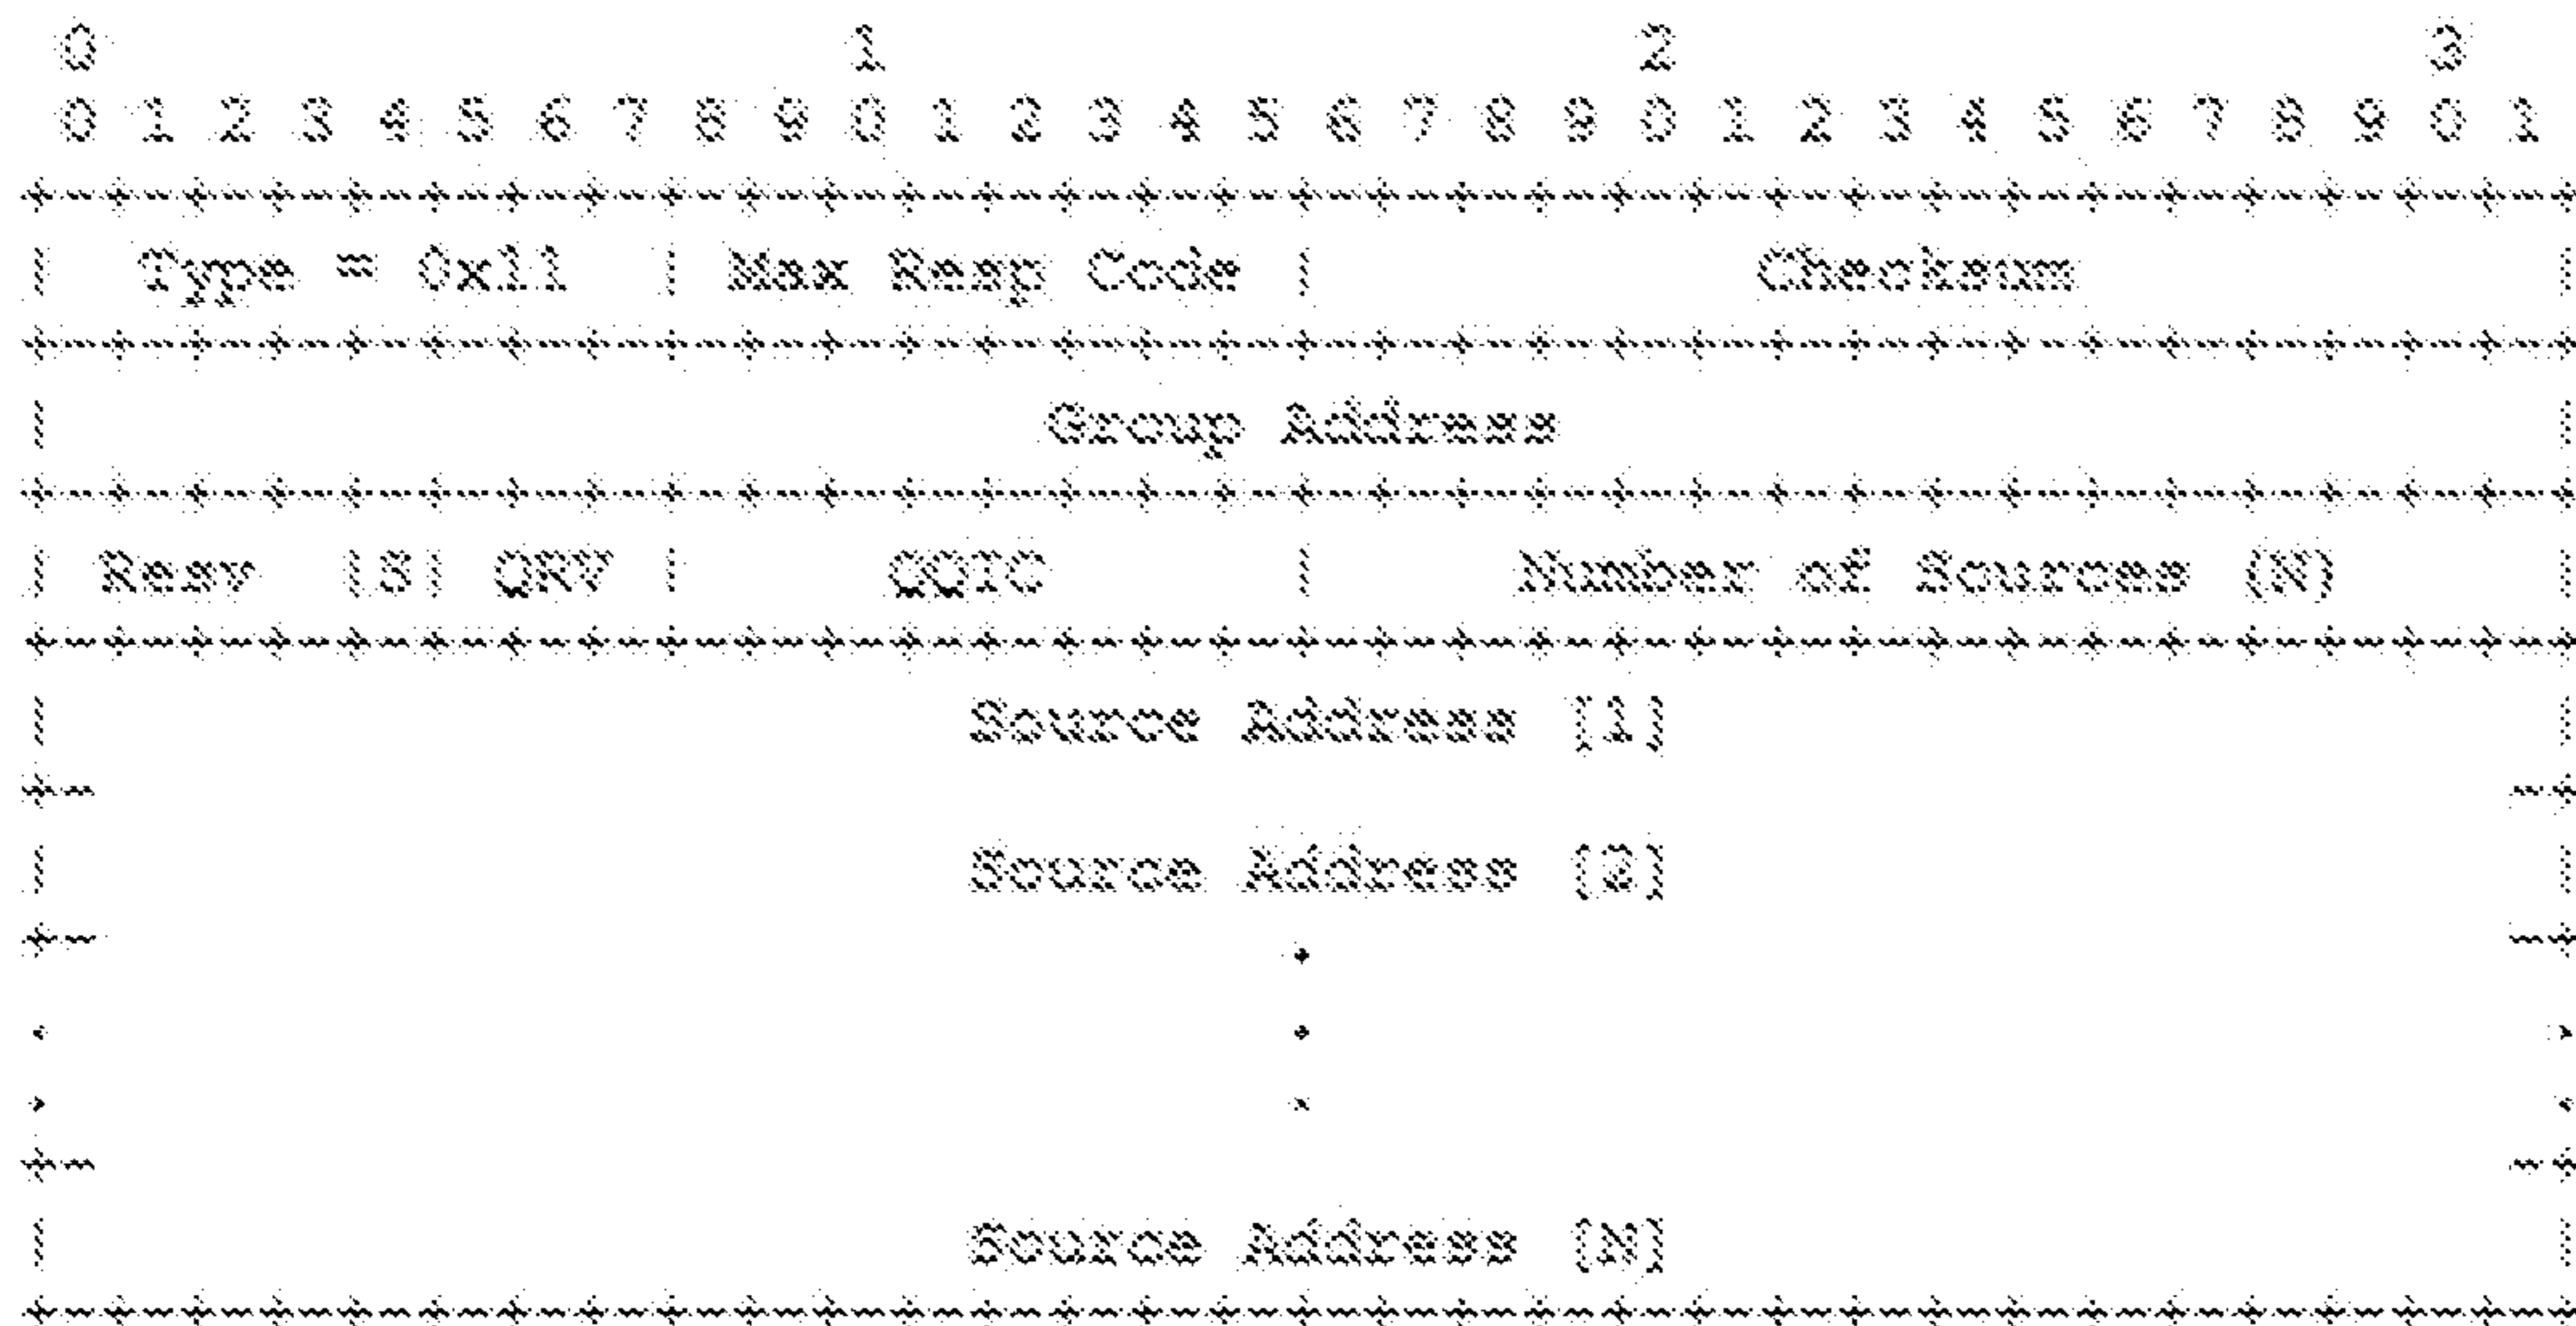 0                   1                   2                   3
0 1 2 3 4 5 6 7 8 9 0 1 2 3 4 5 6 7 8 9 0 1 2 3 4 5 6 7 8 9 0 1
+-+-+-+-+-+-+-+-+-+-+-+-+-+-+-+-+-+-+-+-+-+-+-+-+-+-+-+-+-+-+-+-+
|  Type = 0x11  | Max Resp Code |           Checksum            |
+-+-+-+-+-+-+-+-+-+-+-+-+-+-+-+-+-+-+-+-+-+-+-+-+-+-+-+-+-+-+-+-+
|                         Group Address                         |
+-+-+-+-+-+-+-+-+-+-+-+-+-+-+-+-+-+-+-+-+-+-+-+-+-+-+-+-+-+-+-+-+
| Resv  |S| QRV |     QQIC      |     Number of Sources (N)     |
+-+-+-+-+-+-+-+-+-+-+-+-+-+-+-+-+-+-+-+-+-+-+-+-+-+-+-+-+-+-+-+-+
|                       Source Address [1]                      |
+-                                                             -+
|                       Source Address [2]                      |
+-                              .                              -+
.                               .                               .
.                               .                               .
+-                                                             -+
|                       Source Address [N]                      |
+-+-+-+-+-+-+-+-+-+-+-+-+-+-+-+-+-+-+-+-+-+-+-+-+-+-+-+-+-+-+-+-+